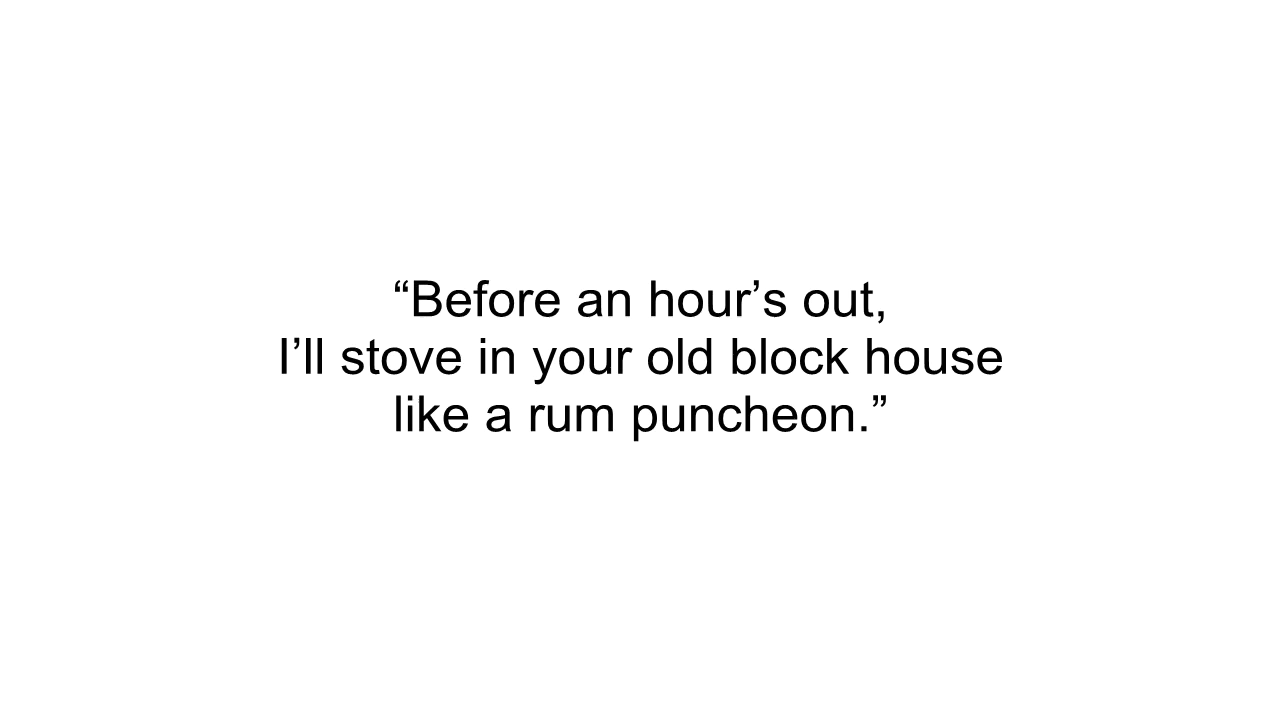 “Before an hour’s out,
I’ll stove in your old block house
like a rum puncheon.”